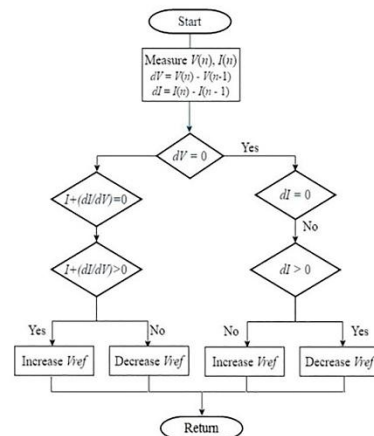 Start
Measure V(n), I(n)
dV = V(n) - V(n-1)
dI = I(n) - I(n - 1)
dV = 0
Yes
I+(dI/dV)=0
dI = 0
No
I+(dI/dV)>0
dI > 0
Yes
No
No
Yes
Increase Vref
Decrease Vref
Increase Vref
Decrease Vref
Return